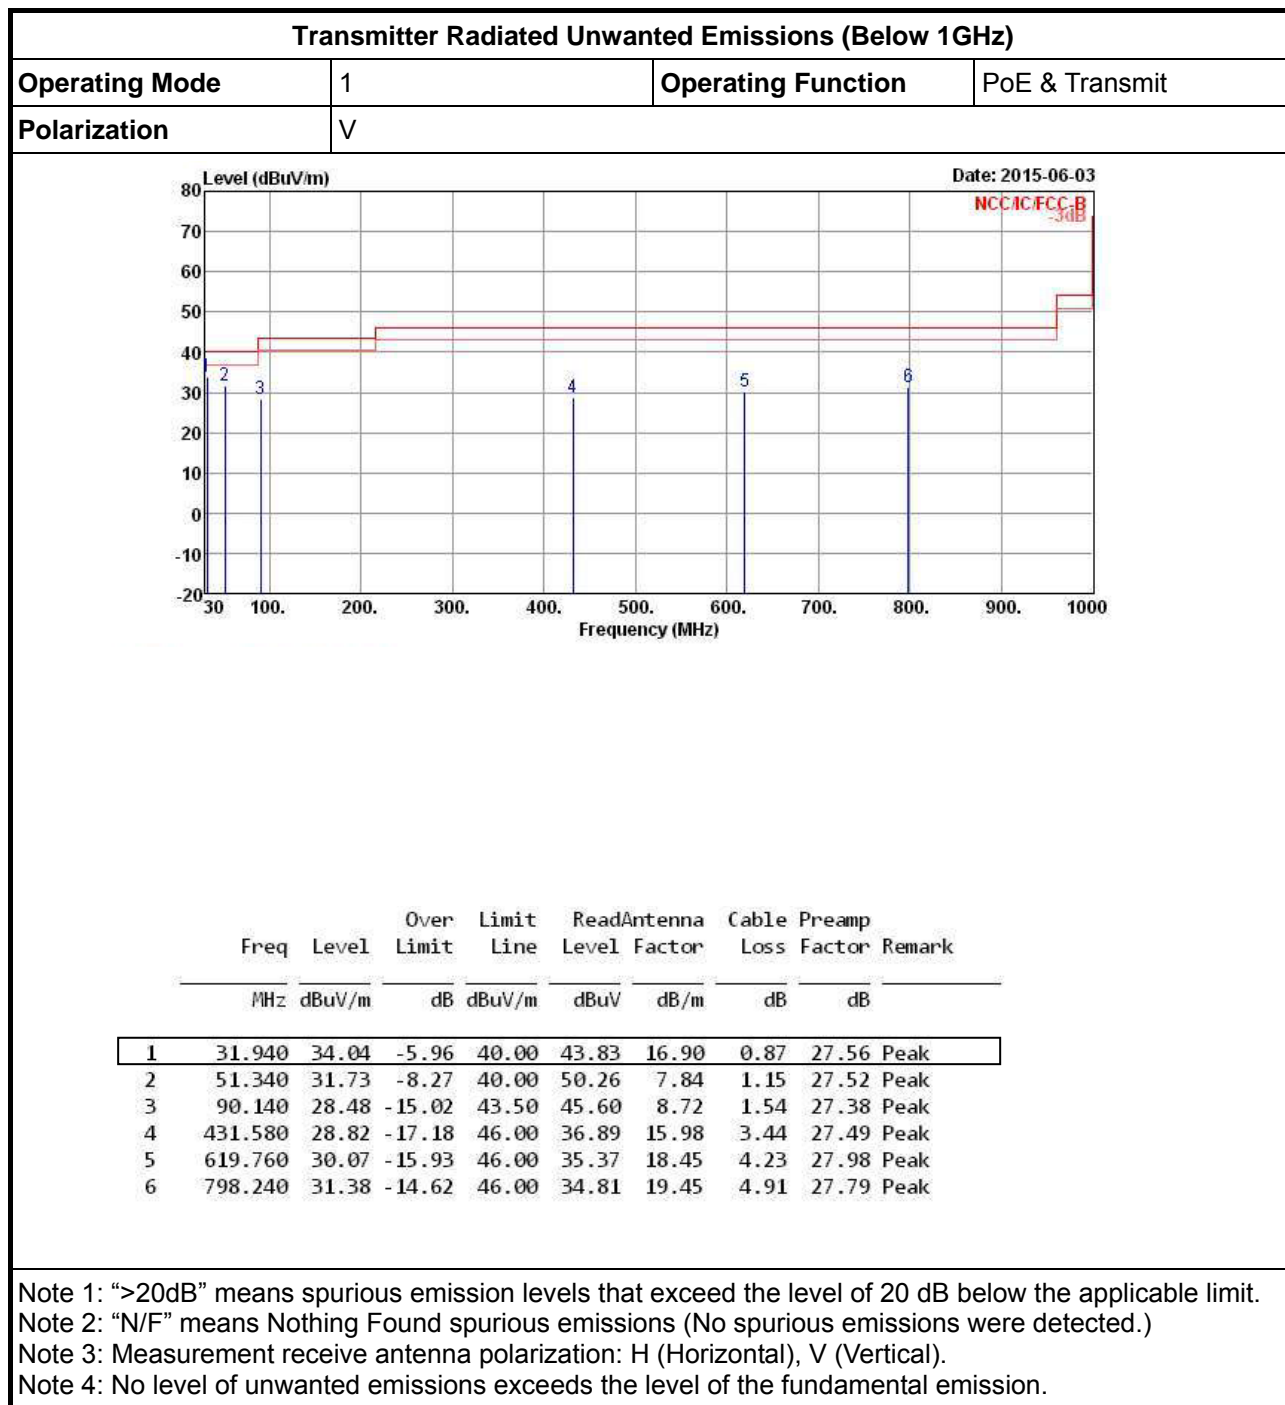 Transmitter Radiated Unwanted Emissions (Below 1GHz)
Operating Mode 1 Operating Function PoE & Transmit
Polarization V
Level (dBuV/m) Date: 2015-06-03
NCC/IC/FCC-B
-3dB
80
70
60
50
40
30
20
10
0
-10
-20
2 3 4 5 6
30 100. 200. 300. 400. 500. 600. 700. 800. 900. 1000
Frequency (MHz)
Over Limit ReadAntenna Cable Preamp
Freq Level Limit Line Level Factor Loss Factor Remark
MHz dBuV/m dB dBuV/m dBuV dB/m dB dB
1 31.940 34.04 -5.96 40.00 43.83 16.90 0.87 27.56 Peak
2 51.340 31.73 -8.27 40.00 50.26 7.84 1.15 27.52 Peak
3 90.140 28.48 -15.02 43.50 45.60 8.72 1.54 27.38 Peak
4 431.580 28.82 -17.18 46.00 36.89 15.98 3.44 27.49 Peak
5 619.760 30.07 -15.93 46.00 35.37 18.45 4.23 27.98 Peak
6 798.240 31.38 -14.62 46.00 34.81 19.45 4.91 27.79 Peak
Note 1: “>20dB” means spurious emission levels that exceed the level of 20 dB below the applicable limit.
Note 2: “N/F” means Nothing Found spurious emissions (No spurious emissions were detected.)
Note 3: Measurement receive antenna polarization: H (Horizontal), V (Vertical).
Note 4: No level of unwanted emissions exceeds the level of the fundamental emission.